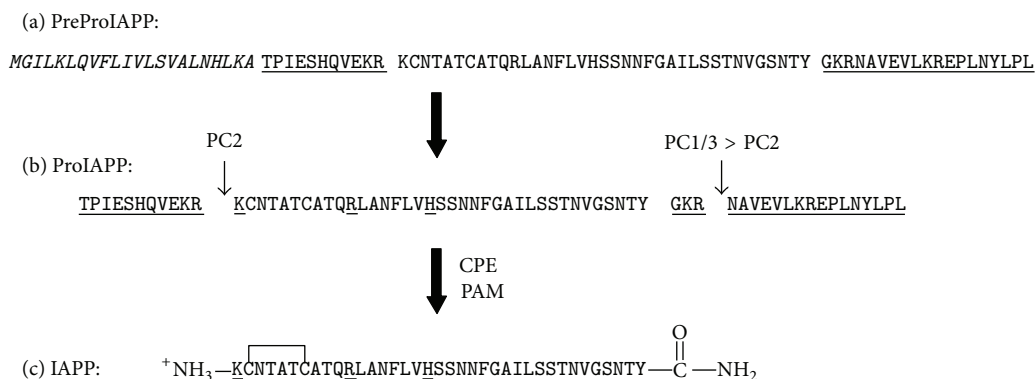 (a) PreProIAPP:
MGILKLQVFLIVLSVALNHLKA TPIESHQVEKR KCNTATCATQRLANFLVHSSNNFGAILSSTNVGSNTY GKRNAVEVLKREPLNYLPL
PC2 PC1/3 > PC2
(b) ProIAPP:
TPIESHQVEKR KCNTATCATQRLANFLVHSSNNFGAILSSTNVGSNTY GKR NAVEVLKREPLNYLPL
CPE
PAM
O
(c) IAPP: +NH3—KCNTATCATQRLANFLVHSSNNFGAILSSTNVGSNTY—C—NH2